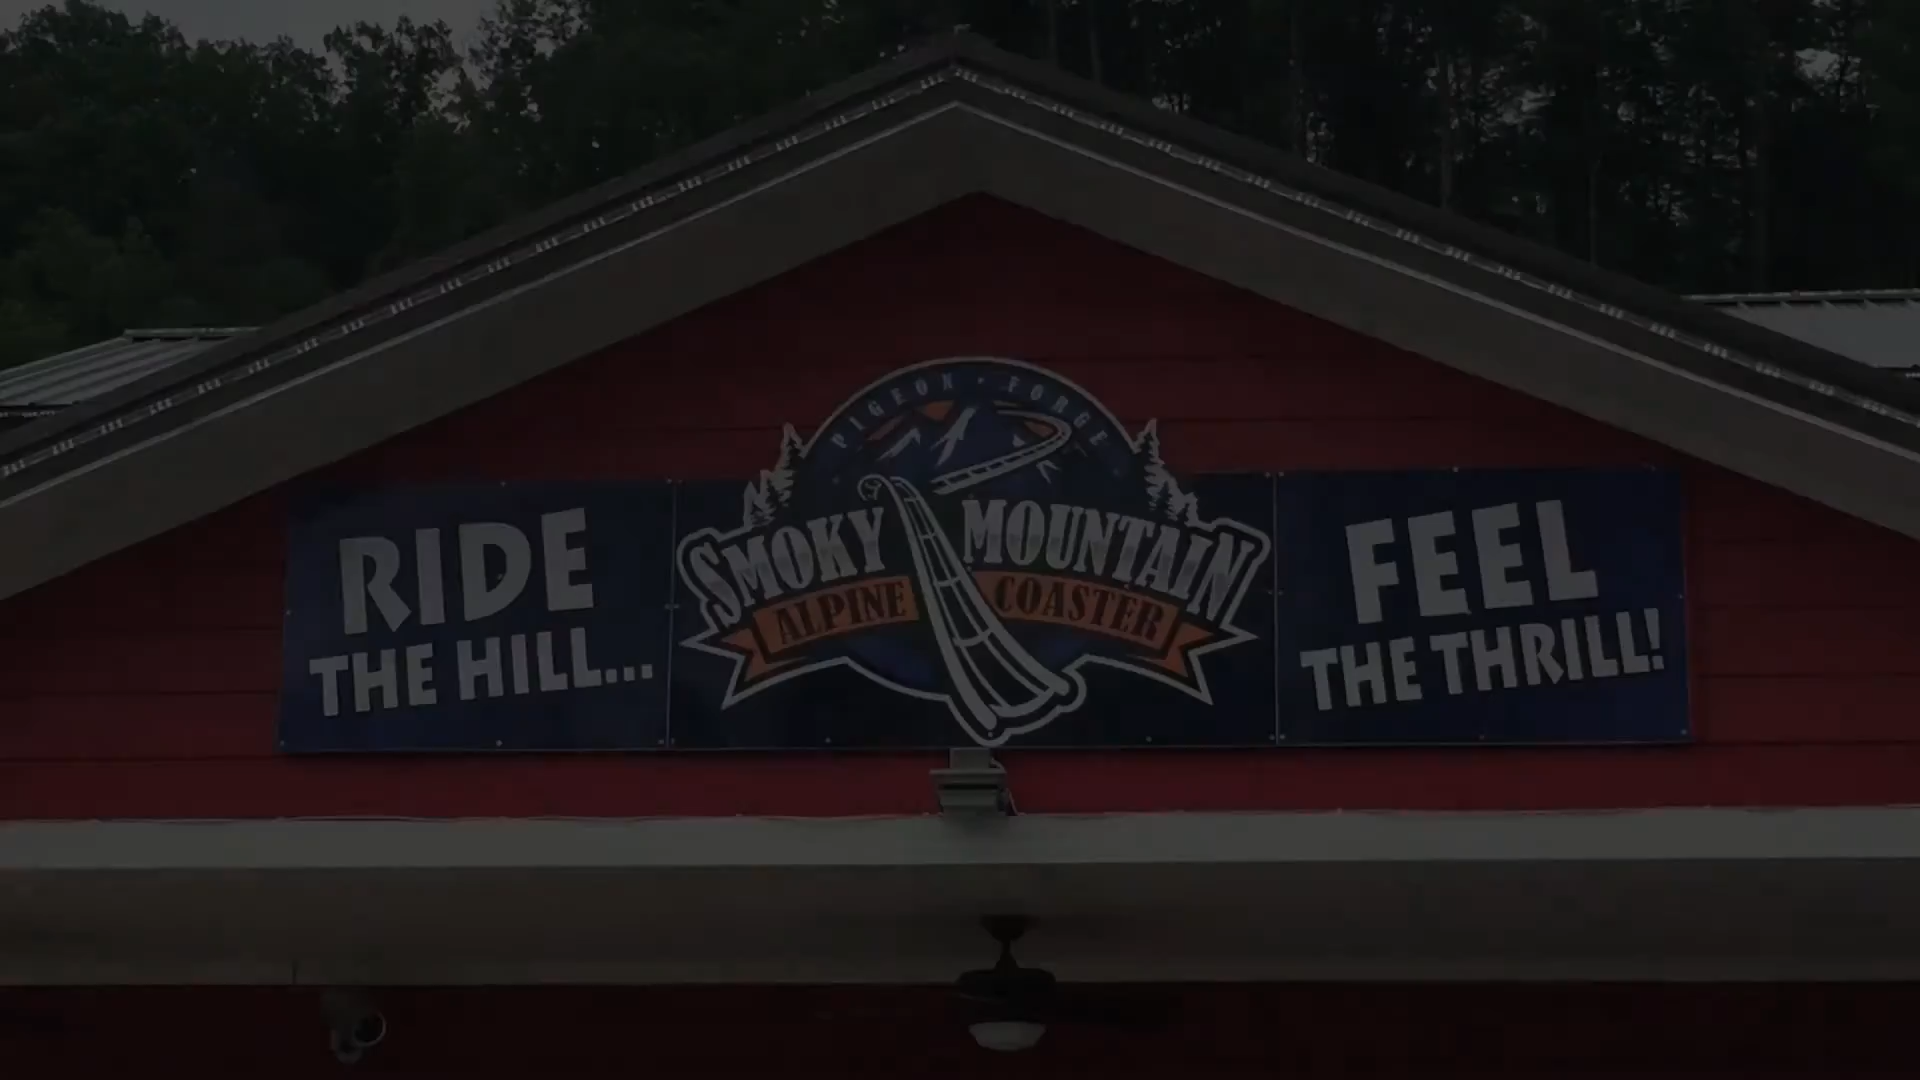 RIDE
THE HILL...
PIGEON • FORGE
SMOKY MOUNTAIN
ALPINE COASTER
FEEL
THE THRILL!